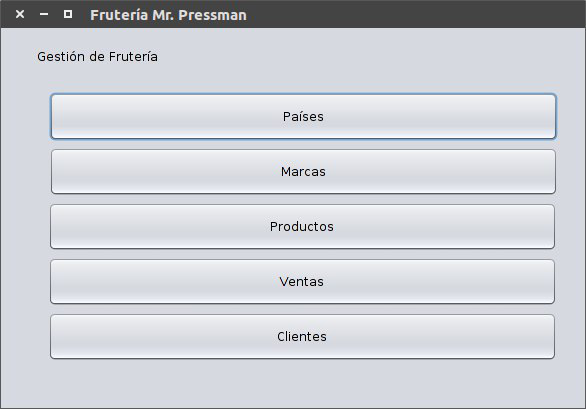 Frutería Mr. Pressman
Gestión de Frutería
Países
Marcas
Productos
Ventas
Clientes